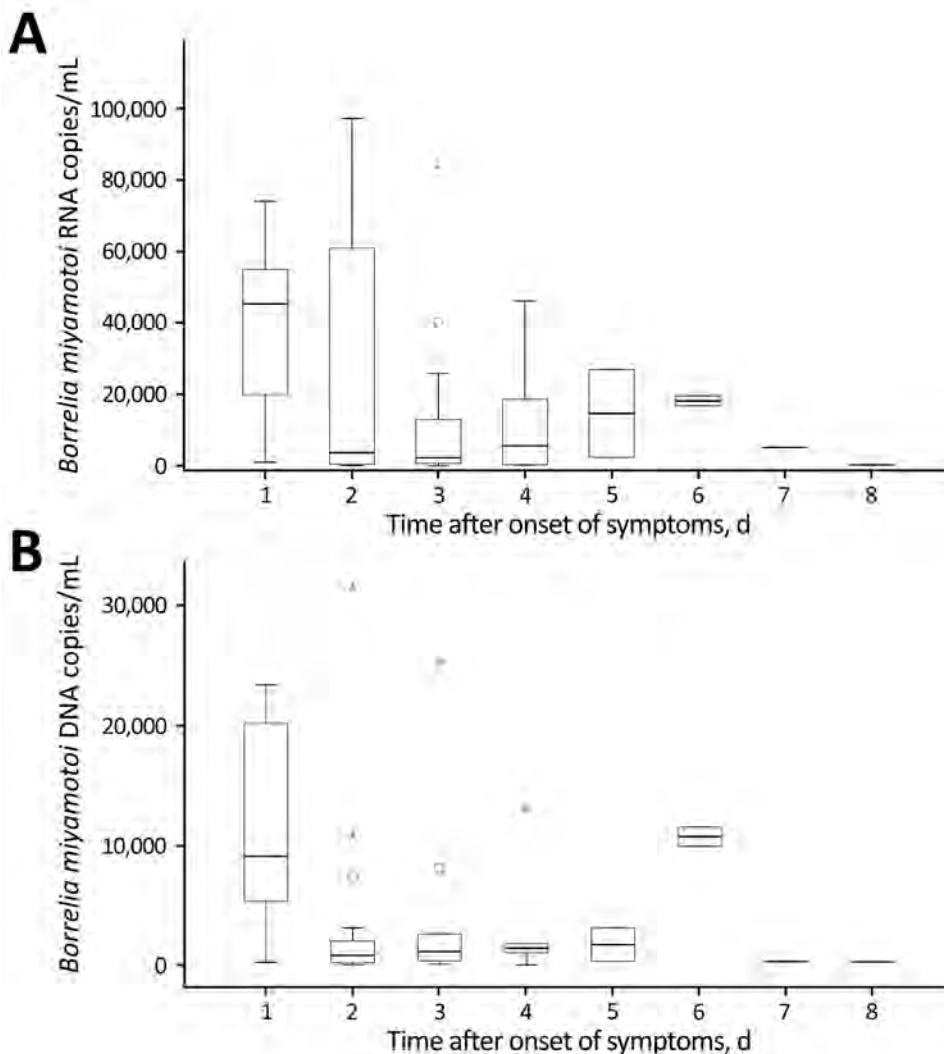 A
Borrelia miyamotoi RNA copies/mL
100,000
80,000
60,000
40,000
20,000
0
1 2 3 4 5 6 7 8
Time after onset of symptoms, d
B
Borrelia miyamotoi DNA copies/mL
30,000
20,000
10,000
0
1 2 3 4 5 6 7 8
Time after onset of symptoms, d